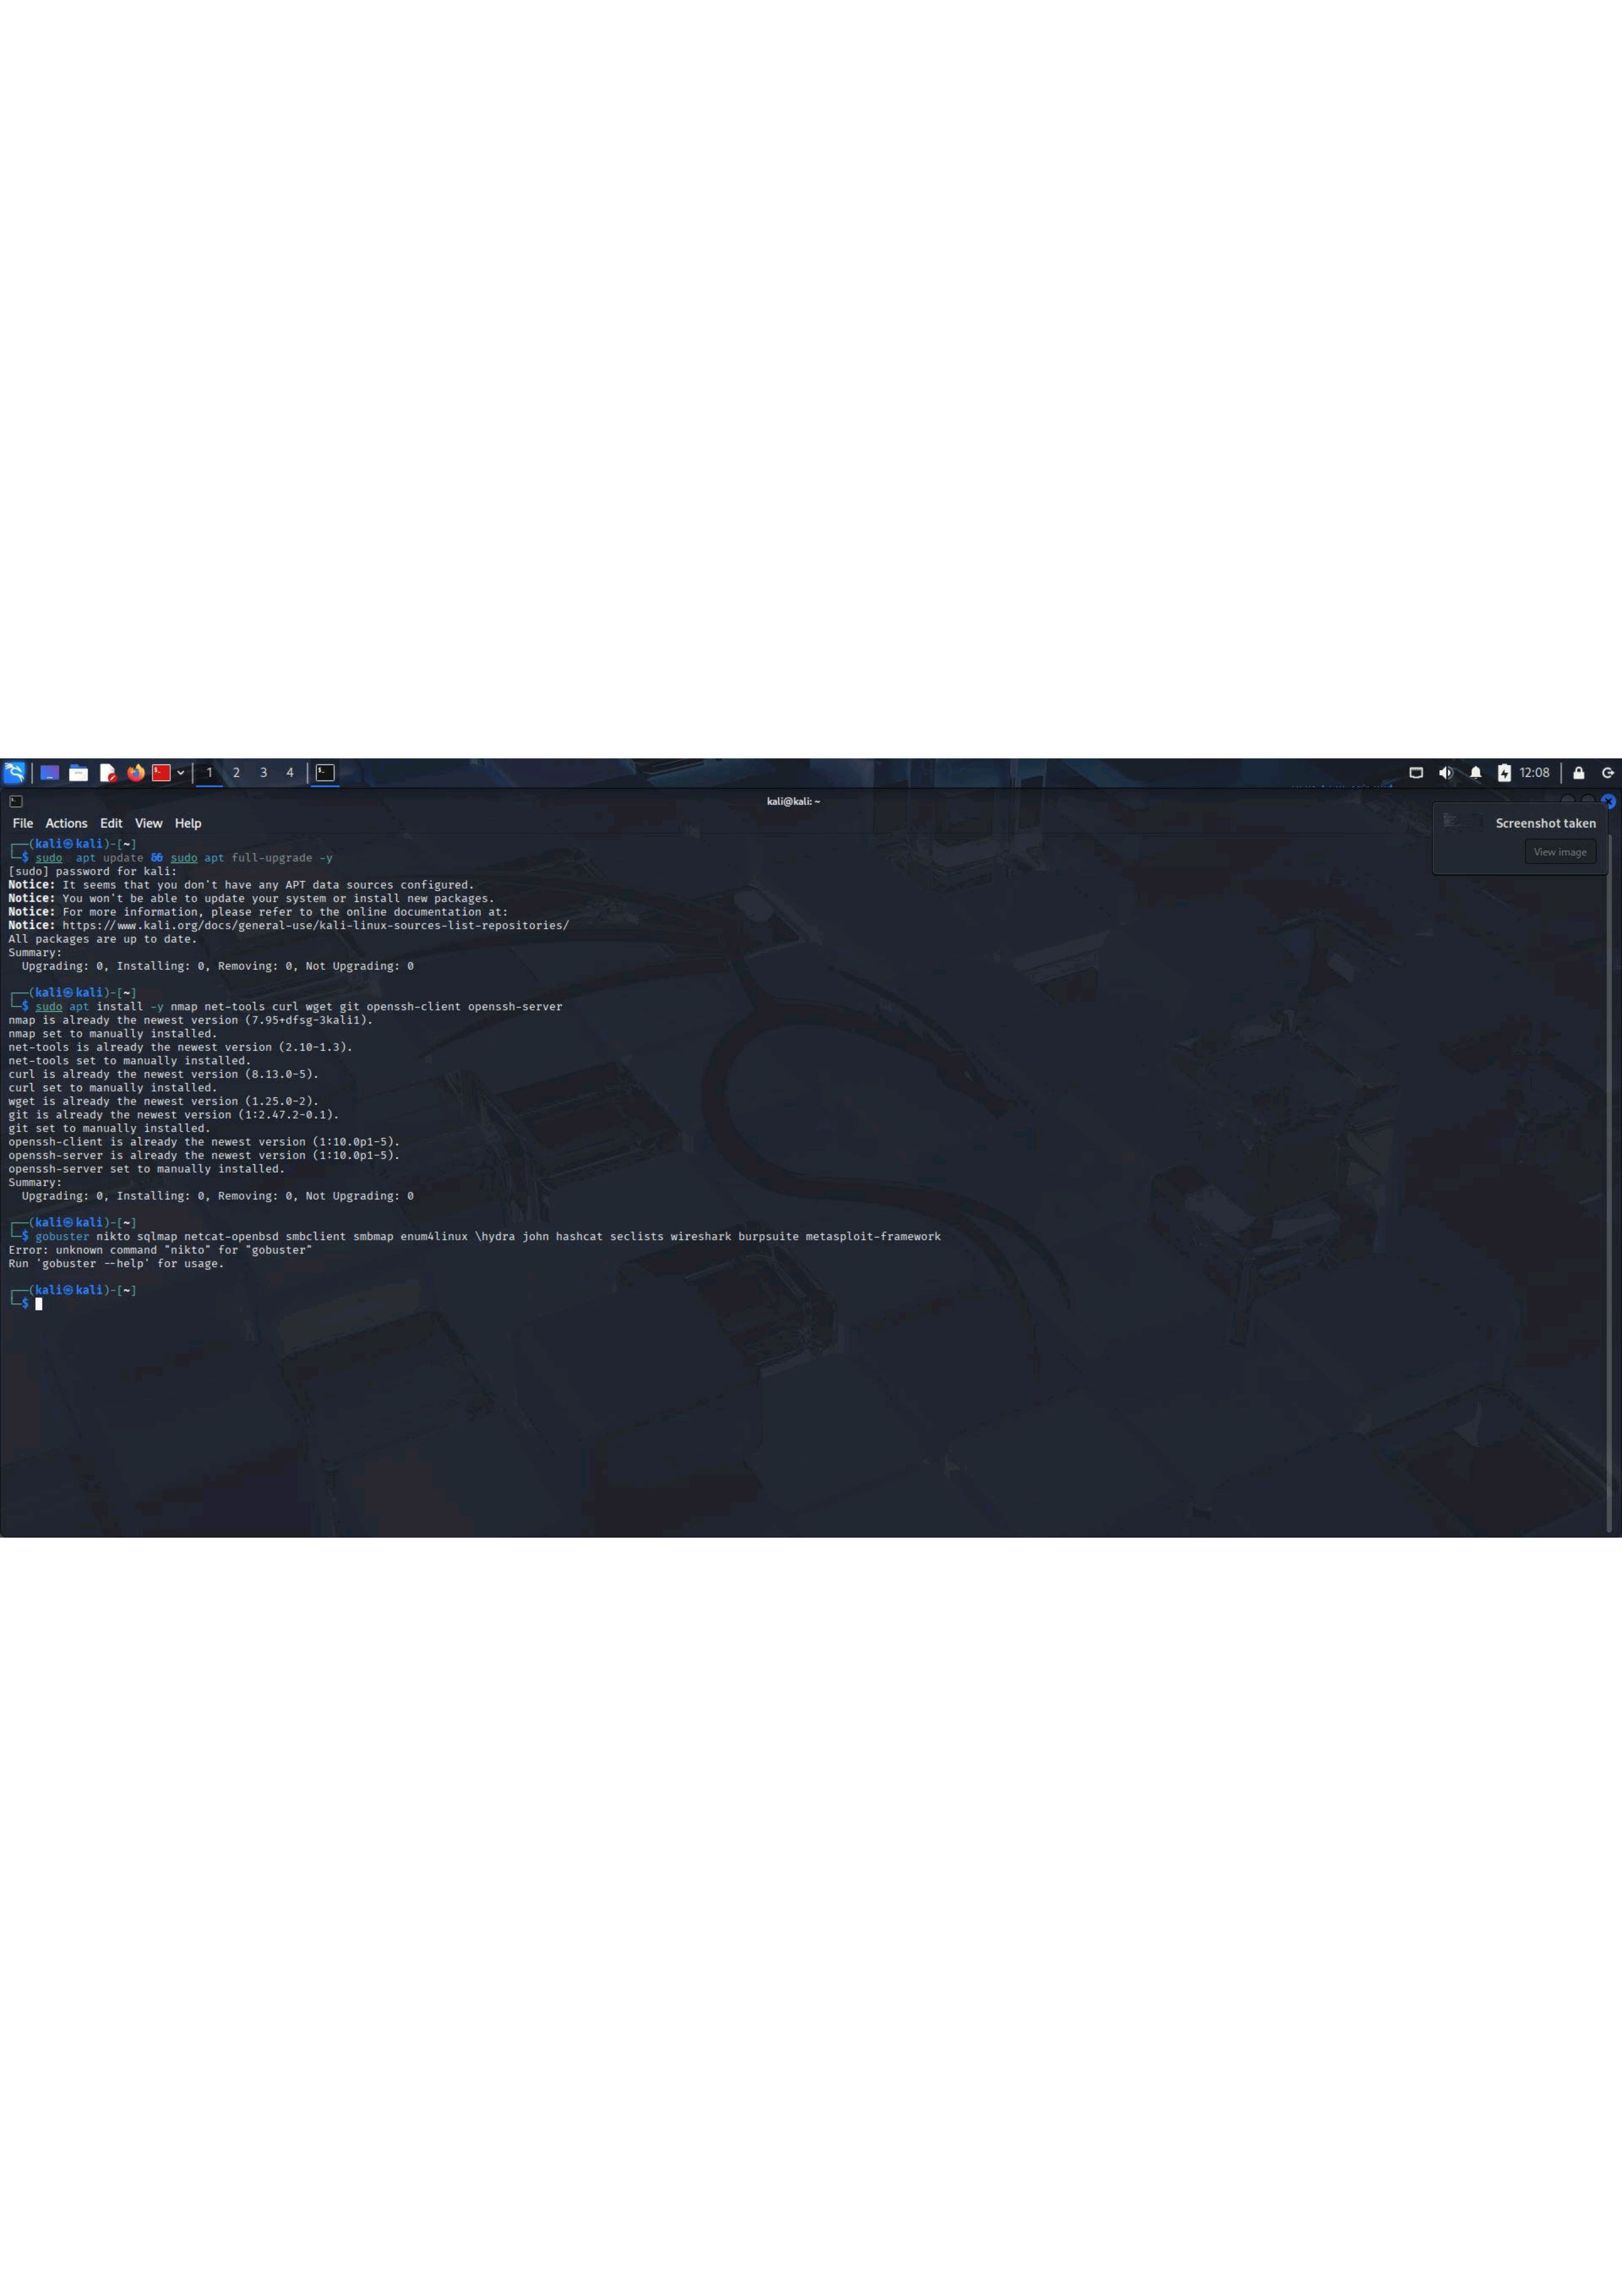 1 2 3 4 12:08
kali@kali: ~
File Actions Edit View Help
Screenshot taken
View image
┌──(kali㉿kali)-[~]
└─$ sudo  apt update && sudo apt full-upgrade -y
[sudo] password for kali:
Notice: It seems that you don't have any APT data sources configured.
Notice: You won't be able to update your system or install new packages.
Notice: For more information, please refer to the online documentation at:
Notice: https://www.kali.org/docs/general-use/kali-linux-sources-list-repositories/
All packages are up to date.
Summary:
  Upgrading: 0, Installing: 0, Removing: 0, Not Upgrading: 0
┌──(kali㉿kali)-[~]
└─$ sudo apt install -y nmap net-tools curl wget git openssh-client openssh-server
nmap is already the newest version (7.95+dfsg-3kali1).
nmap set to manually installed.
net-tools is already the newest version (2.10-1.3).
net-tools set to manually installed.
curl is already the newest version (8.13.0-5).
curl set to manually installed.
wget is already the newest version (1.25.0-2).
git is already the newest version (1:2.47.2-0.1).
git set to manually installed.
openssh-client is already the newest version (1:10.0p1-5).
openssh-server is already the newest version (1:10.0p1-5).
openssh-server set to manually installed.
Summary:
  Upgrading: 0, Installing: 0, Removing: 0, Not Upgrading: 0
┌──(kali㉿kali)-[~]
└─$ gobuster nikto sqlmap netcat-openbsd smbclient smbmap enum4linux \hydra john hashcat seclists wireshark burpsuite metasploit-framework
Error: unknown command "nikto" for "gobuster"
Run 'gobuster --help' for usage.
┌──(kali㉿kali)-[~]
└─$